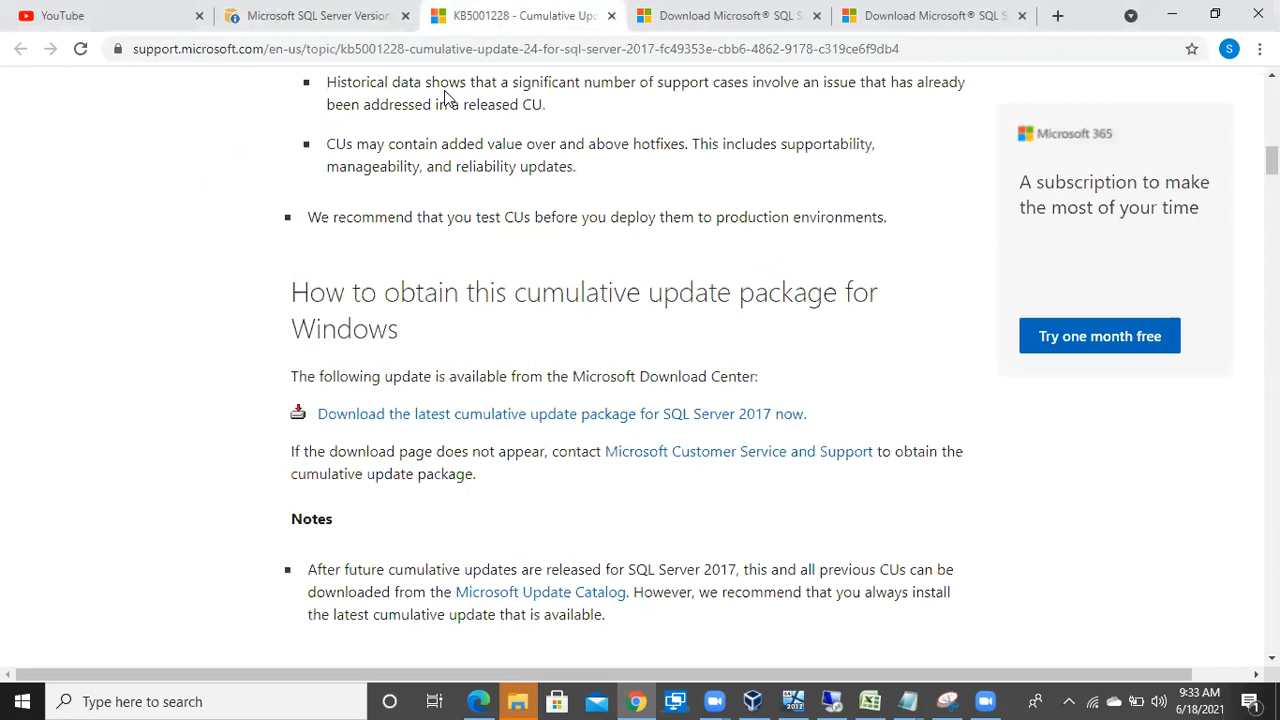 YouTube
Microsoft SQL Server Version
KB5001228 - Cumulative Upd
Download Microsoft® SQL S
Download Microsoft® SQL S
support.microsoft.com/en-us/topic/kb5001228-cumulative-update-24-for-sql-server-2017-fc49353e-cbb6-4862-9178-c319ce6f9db4
S
Historical data shows that a significant number of support cases involve an issue that has already
been addressed in a released CU.
CUs may contain added value over and above hotfixes. This includes supportability,
manageability, and reliability updates.
We recommend that you test CUs before you deploy them to production environments.
How to obtain this cumulative update package for
Windows
The following update is available from the Microsoft Download Center:
Download the latest cumulative update package for SQL Server 2017 now.
If the download page does not appear, contact Microsoft Customer Service and Support to obtain the
cumulative update package.
Notes
After future cumulative updates are released for SQL Server 2017, this and all previous CUs can be
downloaded from the Microsoft Update Catalog. However, we recommend that you always install
the latest cumulative update that is available.
Microsoft 365
A subscription to make
the most of your time
Try one month free
Type here to search
2012
9:33 AM
6/18/2021
1